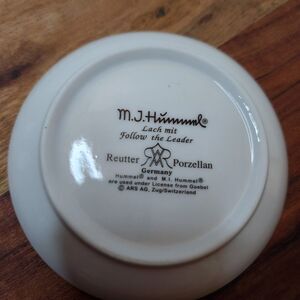 M.J. Hummel®
Lach mit
Follow the Leader
Reutter Porzellan
Germany
Hummel® and M.I. Hummel®
are used under License from Goebel
© ARS AG, Zug/Switzerland